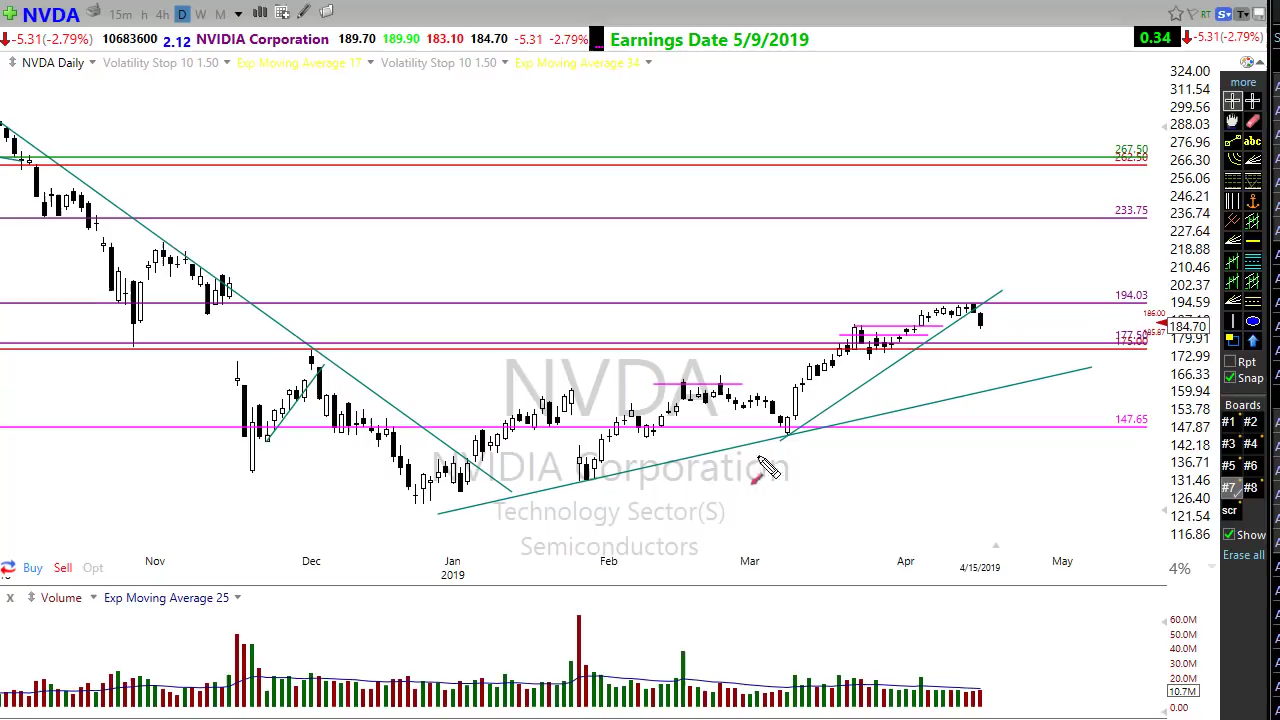 NVDA 15m h 4h D W M RT S T
-5.31(-2.79%) 10683600 2.12 NVIDIA Corporation 189.70 189.90 183.10 184.70 -5.31 -2.79% ... Earnings Date 5/9/2019 0.34 -5.31(-2.79%)
NVDA Daily Volatility Stop 10 1.50 Exp Moving Average 17 Volatility Stop 10 1.50 Exp Moving Average 34
324.00
more
311.54
299.56
288.03
abc
276.96
267.50
262.50
266.30
256.06
246.21
233.75
236.74
227.64
218.88
210.46
202.37
194.03
194.59
186.00
184.70
177.50
179.91
175.00
172.99
Rpt
166.33
Snap
159.94
Boards
153.78
147.65
147.87
#1 #2
142.18
#3 #4
136.71
#5 #6
131.46
#7 #8
126.40
scr
121.54
116.86
Show
Erase all
NVDA
NVIDIA Corporation
Technology Sector(S)
Semiconductors
Nov Dec Jan Feb Mar Apr May
2019 4/15/2019
Buy Sell Opt 4%
x Volume Exp Moving Average 25
60.0M
50.0M
40.0M
30.0M
20.0M
10.7M
0.00